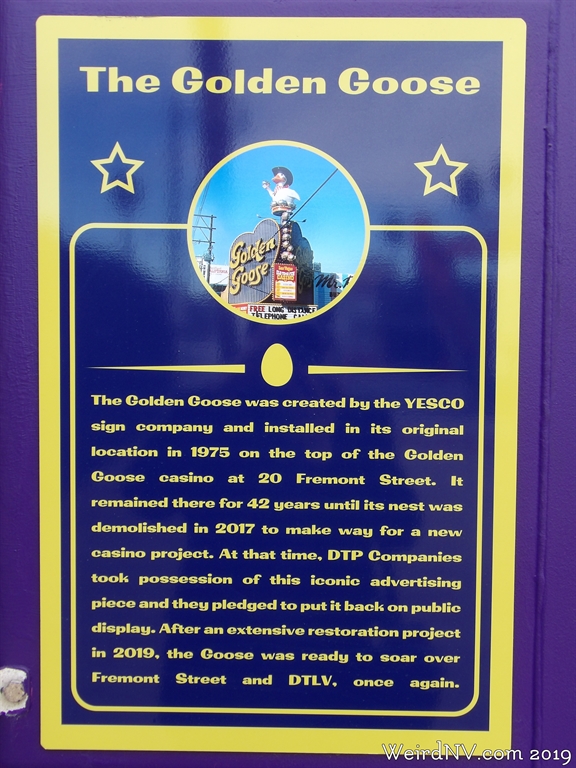 The Golden Goose
Golden
Goose
FREE LONG DISTANCE
TELEPHONE
The Golden Goose was created by the YESCO
sign company and installed in its original
location in 1975 on the top of the Golden
Goose casino at 20 Fremont Street. It
remained there for 42 years until its nest was
demolished in 2017 to make way for a new
casino project. At that time, DTP Companies
took possession of this iconic advertising
piece and they pledged to put it back on public
display. After an extensive restoration project
in 2019, the Goose was ready to soar over
Fremont Street and DTLV, once again.
WeirdNV.com 2019